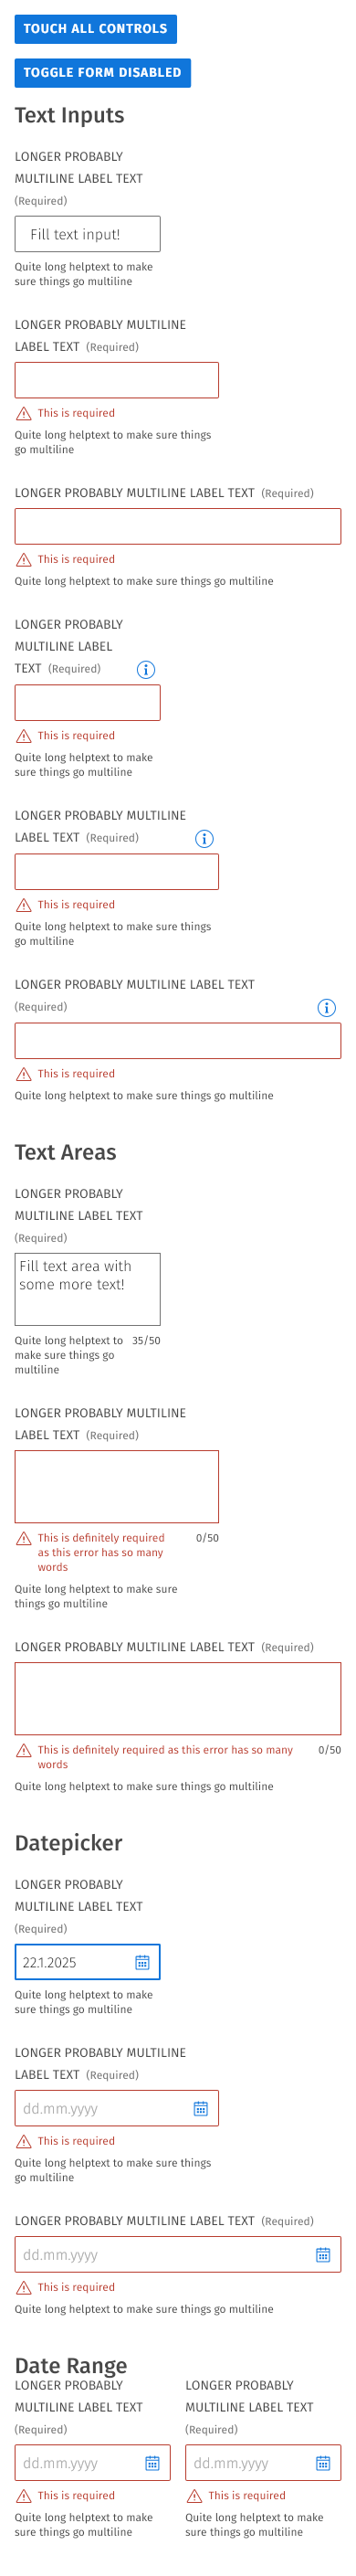 TOUCH ALL CONTROLS
TOGGLE FORM DISABLED
Text Inputs
LONGER PROBABLY
MULTILINE LABEL TEXT
(Required)
Fill text input!
Quite long helptext to make
sure things go multiline
LONGER PROBABLY MULTILINE
LABEL TEXT (Required)
This is required
Quite long helptext to make sure things
go multiline
LONGER PROBABLY MULTILINE LABEL TEXT (Required)
This is required
Quite long helptext to make sure things go multiline
LONGER PROBABLY
MULTILINE LABEL
TEXT (Required)
This is required
Quite long helptext to make
sure things go multiline
LONGER PROBABLY MULTILINE
LABEL TEXT (Required)
This is required
Quite long helptext to make sure things
go multiline
LONGER PROBABLY MULTILINE LABEL TEXT
(Required)
This is required
Quite long helptext to make sure things go multiline
Text Areas
LONGER PROBABLY
MULTILINE LABEL TEXT
(Required)
Fill text area with
some more text!
Quite long helptext to 35/50
make sure things go
multiline
LONGER PROBABLY MULTILINE
LABEL TEXT (Required)
This is definitely required 0/50
as this error has so many
words
Quite long helptext to make sure
things go multiline
LONGER PROBABLY MULTILINE LABEL TEXT (Required)
This is definitely required as this error has so many 0/50
words
Quite long helptext to make sure things go multiline
Datepicker
LONGER PROBABLY
MULTILINE LABEL TEXT
(Required)
22.1.2025
Quite long helptext to make
sure things go multiline
LONGER PROBABLY MULTILINE
LABEL TEXT (Required)
dd.mm.yyyy
This is required
Quite long helptext to make sure things
go multiline
LONGER PROBABLY MULTILINE LABEL TEXT (Required)
dd.mm.yyyy
This is required
Quite long helptext to make sure things go multiline
Date Range
LONGER PROBABLY
MULTILINE LABEL TEXT
(Required)
dd.mm.yyyy
This is required
Quite long helptext to make
sure things go multiline
LONGER PROBABLY
MULTILINE LABEL TEXT
(Required)
dd.mm.yyyy
This is required
Quite long helptext to make
sure things go multiline